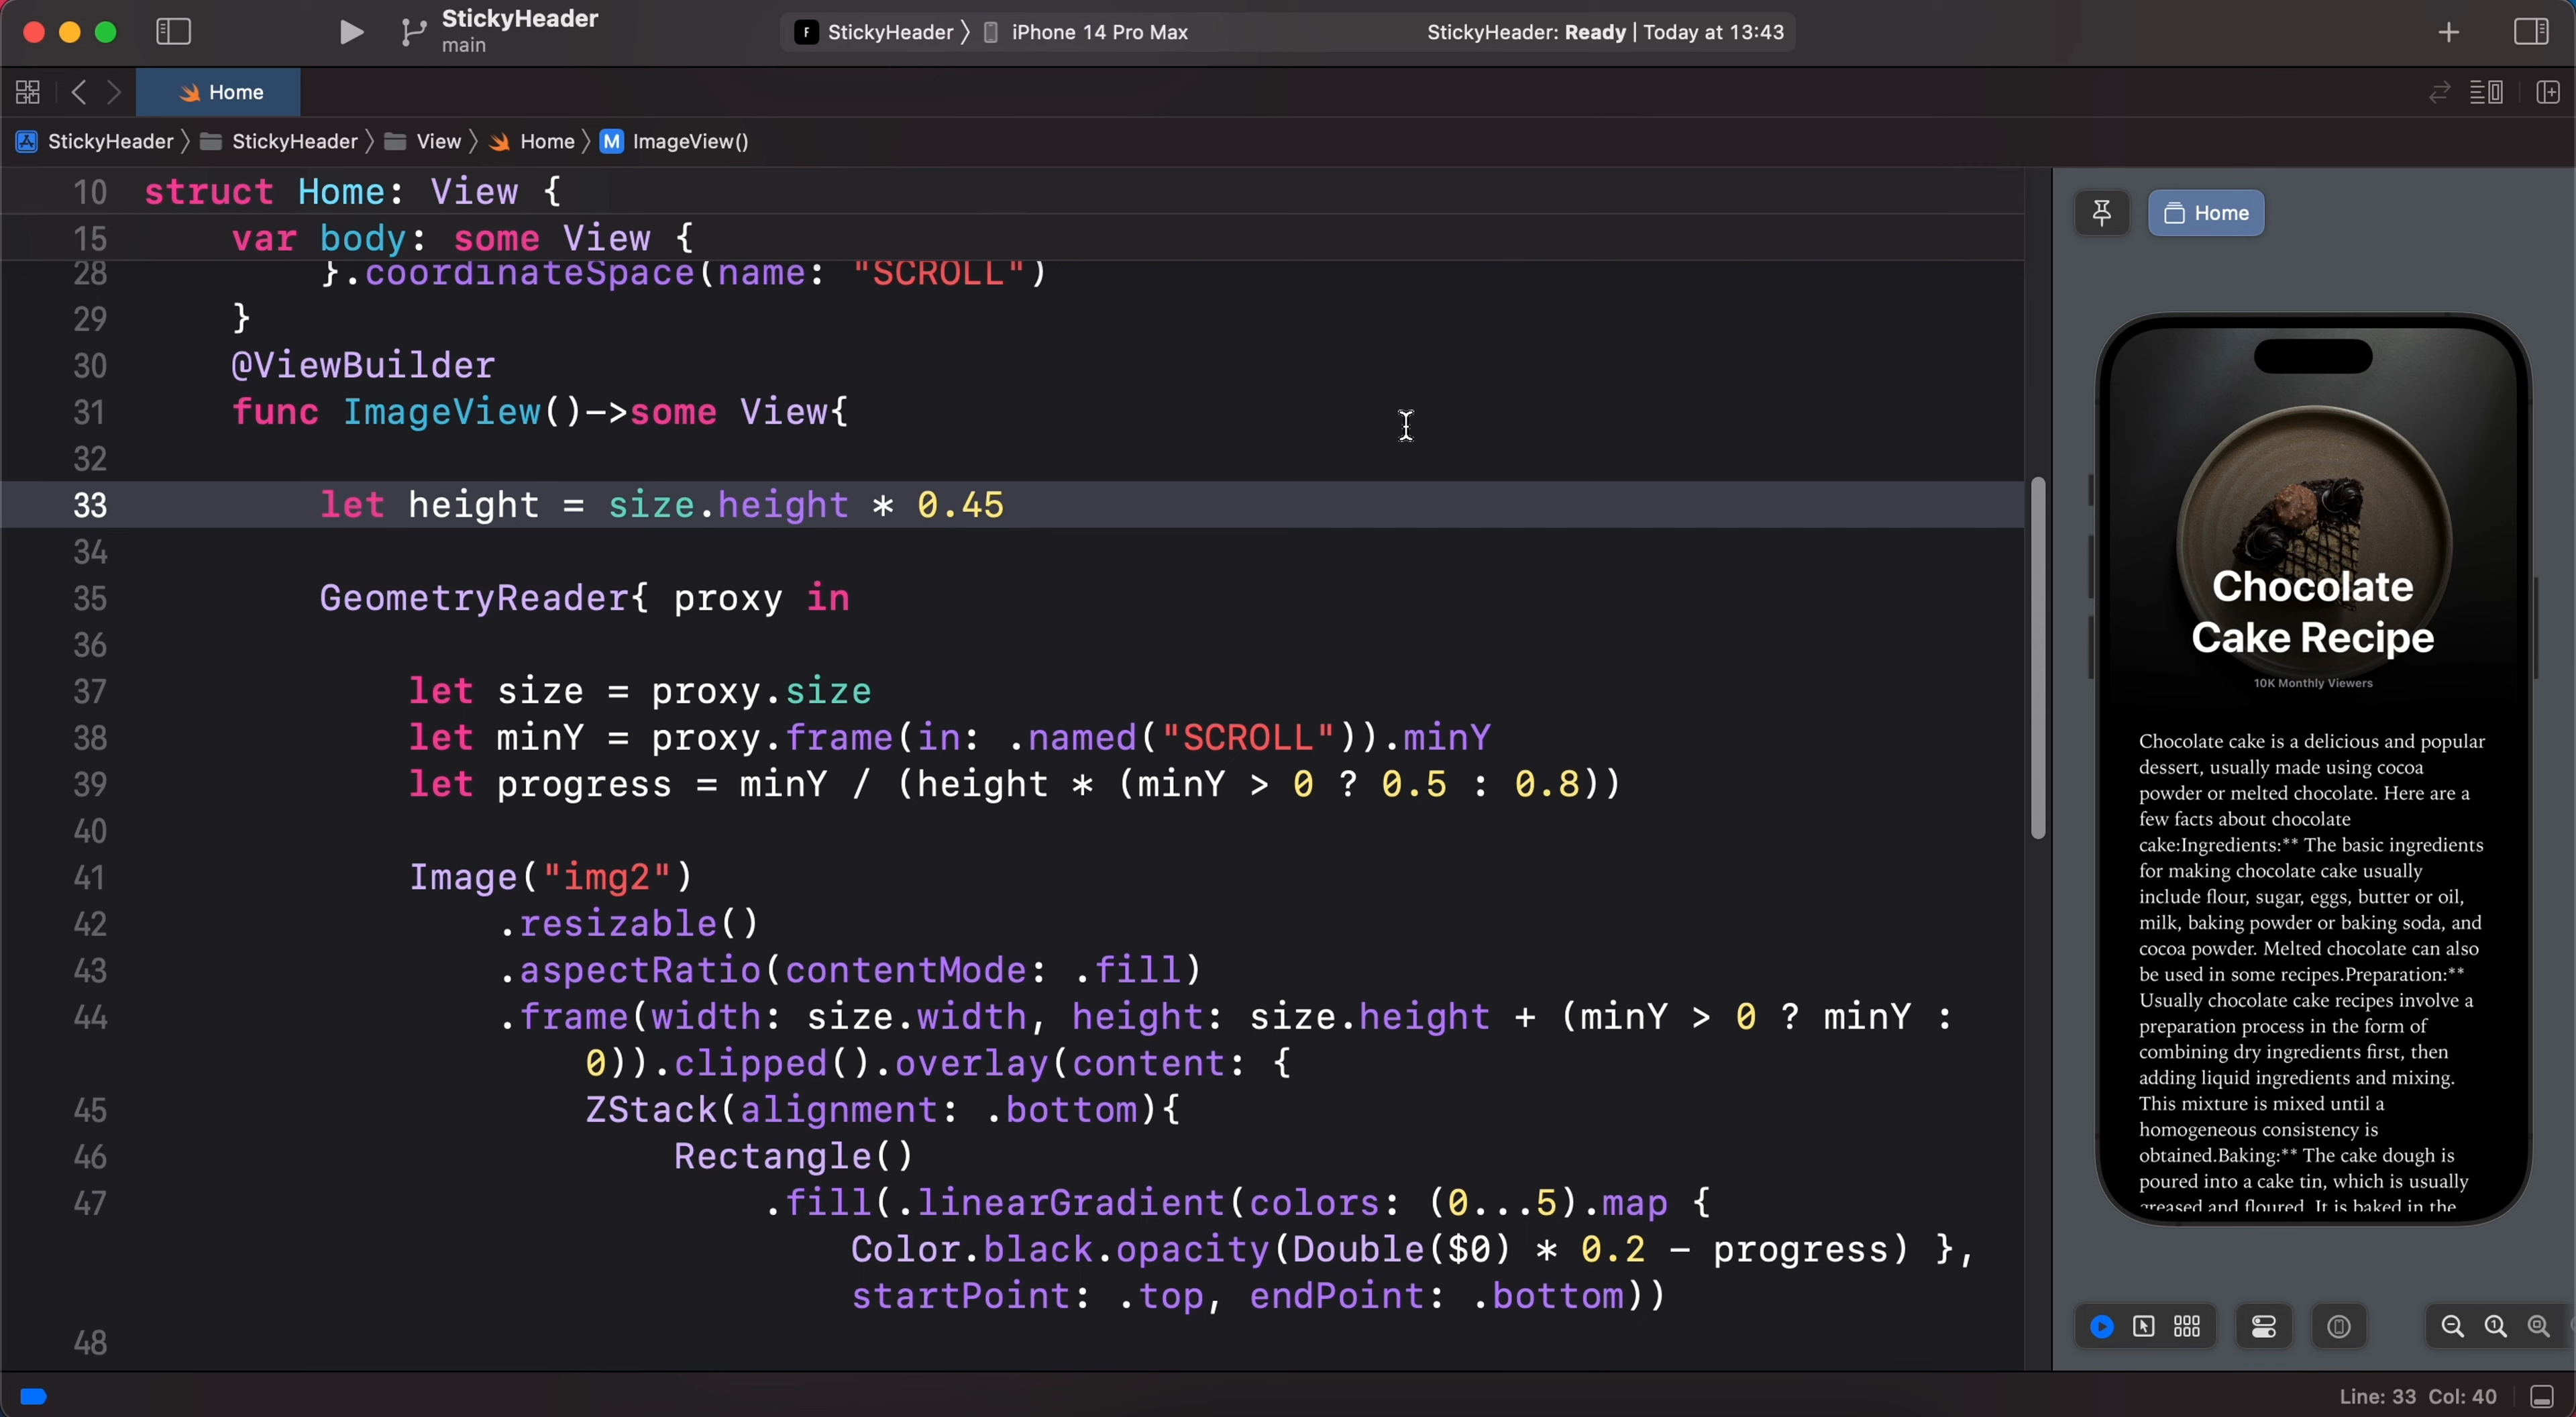 StickyHeader
main
StickyHeader 〉 iPhone 14 Pro Max
StickyHeader: Ready | Today at 13:43
Home
StickyHeader 〉 StickyHeader 〉 View 〉 Home 〉 M ImageView()
10 struct Home: View {
15 var body: some View {
28 }.coordinateSpace(name: "SCROLL")
29 }
30 @ViewBuilder
31 func ImageView()->some View{
32
33 let height = size.height * 0.45
34
35 GeometryReader{ proxy in
36
37 let size = proxy.size
38 let minY = proxy.frame(in: .named("SCROLL")).minY
39 let progress = minY / (height * (minY > 0 ? 0.5 : 0.8))
40
41 Image("img2")
42 .resizable()
43 .aspectRatio(contentMode: .fill)
44 .frame(width: size.width, height: size.height + (minY > 0 ? minY :
0)).clipped().overlay(content: {
45 ZStack(alignment: .bottom){
46 Rectangle()
47 .fill(.linearGradient(colors: (0...5).map {
Color.black.opacity(Double($0) * 0.2 - progress) },
startPoint: .top, endPoint: .bottom))
48
Home
Chocolate
Cake Recipe
10K Monthly Viewers
Chocolate cake is a delicious and popular
dessert, usually made using cocoa
powder or melted chocolate. Here are a
few facts about chocolate
cake:Ingredients:** The basic ingredients
for making chocolate cake usually
include flour, sugar, eggs, butter or oil,
milk, baking powder or baking soda, and
cocoa powder. Melted chocolate can also
be used in some recipes.Preparation:**
Usually chocolate cake recipes involve a
preparation process in the form of
combining dry ingredients first, then
adding liquid ingredients and mixing.
This mixture is mixed until a
homogeneous consistency is
obtained.Baking:** The cake dough is
poured into a cake tin, which is usually
greased and floured. It is baked in the
Line: 33 Col: 40